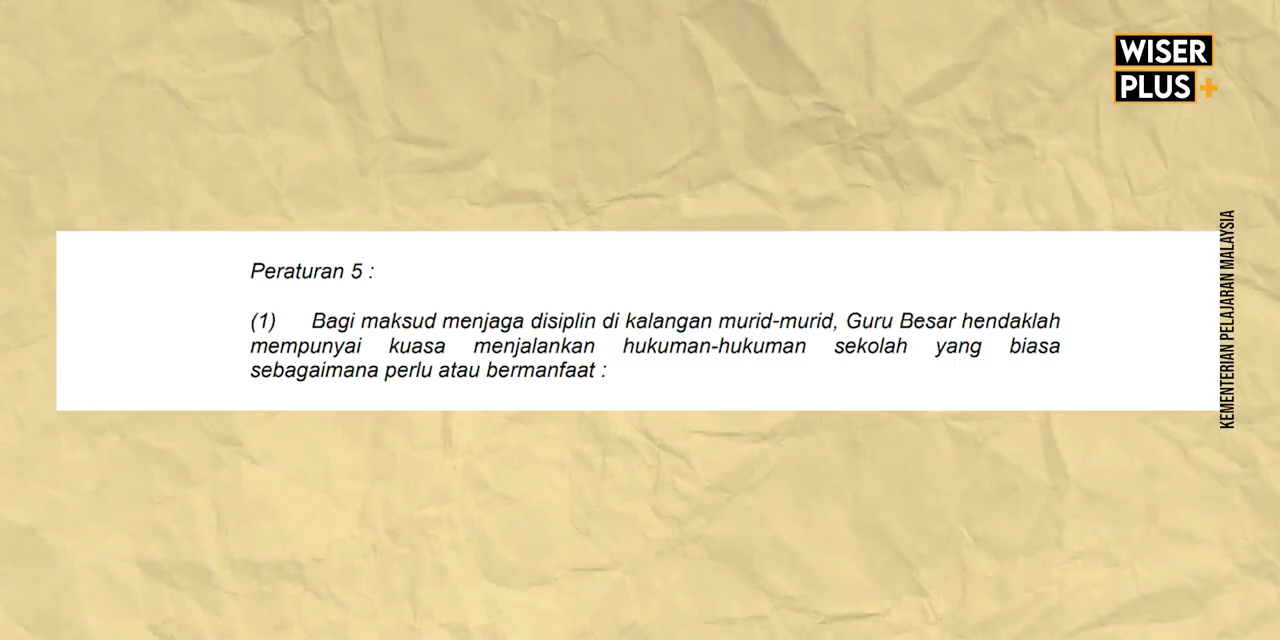 WISER
PLUS+
Peraturan 5 :
(1) Bagi maksud menjaga disiplin di kalangan murid-murid, Guru Besar hendaklah
mempunyai kuasa menjalankan hukuman-hukuman sekolah yang biasa
sebagaimana perlu atau bermanfaat :
KEMENTERIAN PELAJARAN MALAYSIA